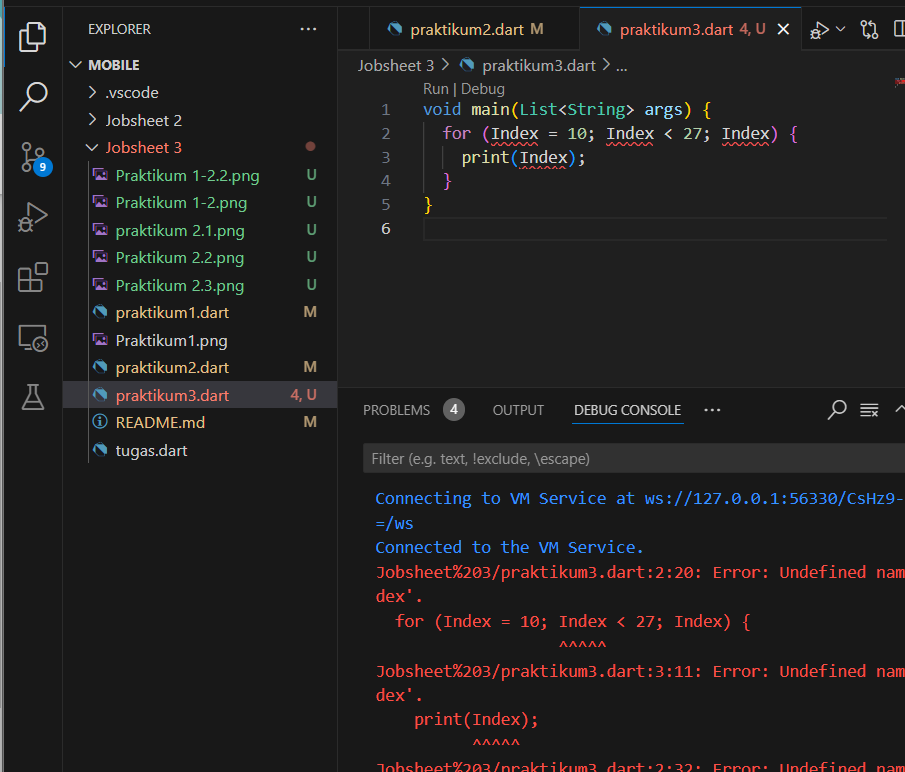 EXPLORER
MOBILE
.vscode
Jobsheet 2
Jobsheet 3
9
Praktikum 1-2.2.png U
Praktikum 1-2.png U
praktikum 2.1.png U
Praktikum 2.2.png U
Praktikum 2.3.png U
praktikum1.dart M
Praktikum1.png
praktikum2.dart M
praktikum3.dart 4, U
README.md M
tugas.dart
praktikum2.dart M
praktikum3.dart 4, U
Jobsheet 3 > praktikum3.dart > ...
Run | Debug
1 void main(List<String> args) {
2 for (Index = 10; Index < 27; Index) {
3 print(Index);
4 }
5 }
6
PROBLEMS 4 OUTPUT DEBUG CONSOLE
Filter (e.g. text, !exclude, \escape)
Connecting to VM Service at ws://127.0.0.1:56330/CsHz9-
=/ws
Connected to the VM Service.
Jobsheet%203/praktikum3.dart:2:20: Error: Undefined nam
dex'.
for (Index = 10; Index < 27; Index) {
^^^^^
Jobsheet%203/praktikum3.dart:3:11: Error: Undefined nam
dex'.
print(Index);
^^^^^
Jobsheet%203/praktikum3.dart:2:32: Error: Undefined nam